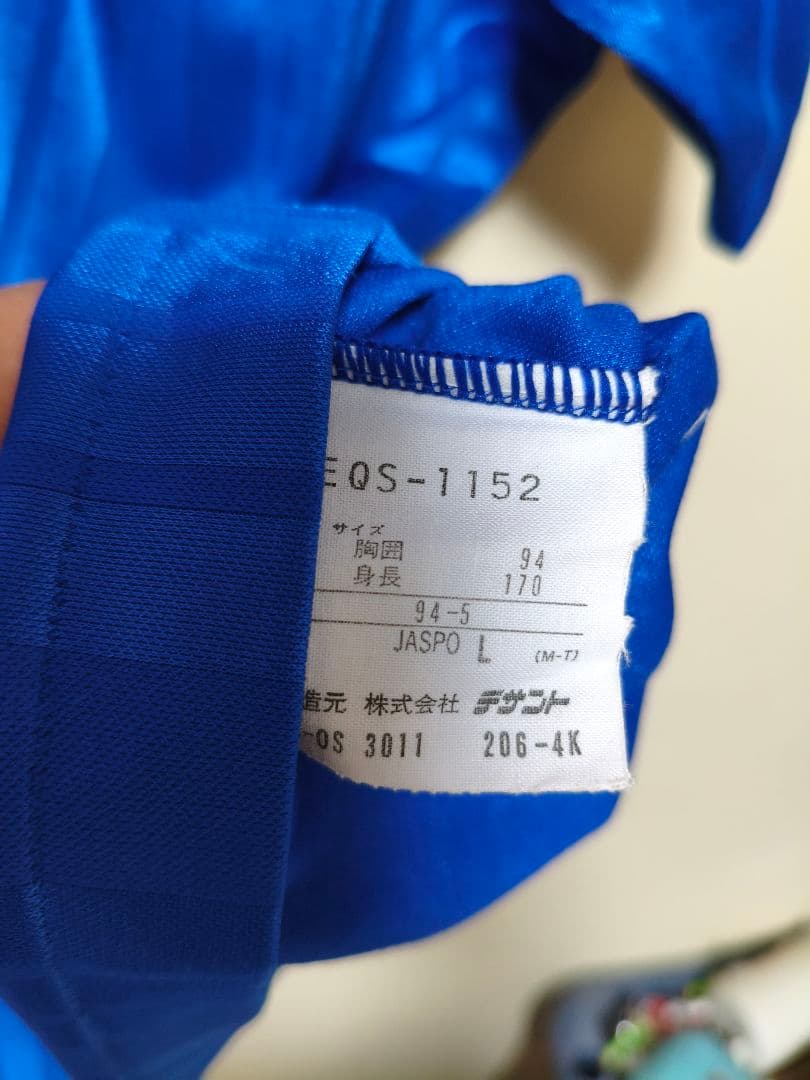 EQS-1152
サイズ
胸囲 94
身長 170
94-5
JASPO L (M-T)
造元 株式会社 デサント
-OS 3011 206-4K